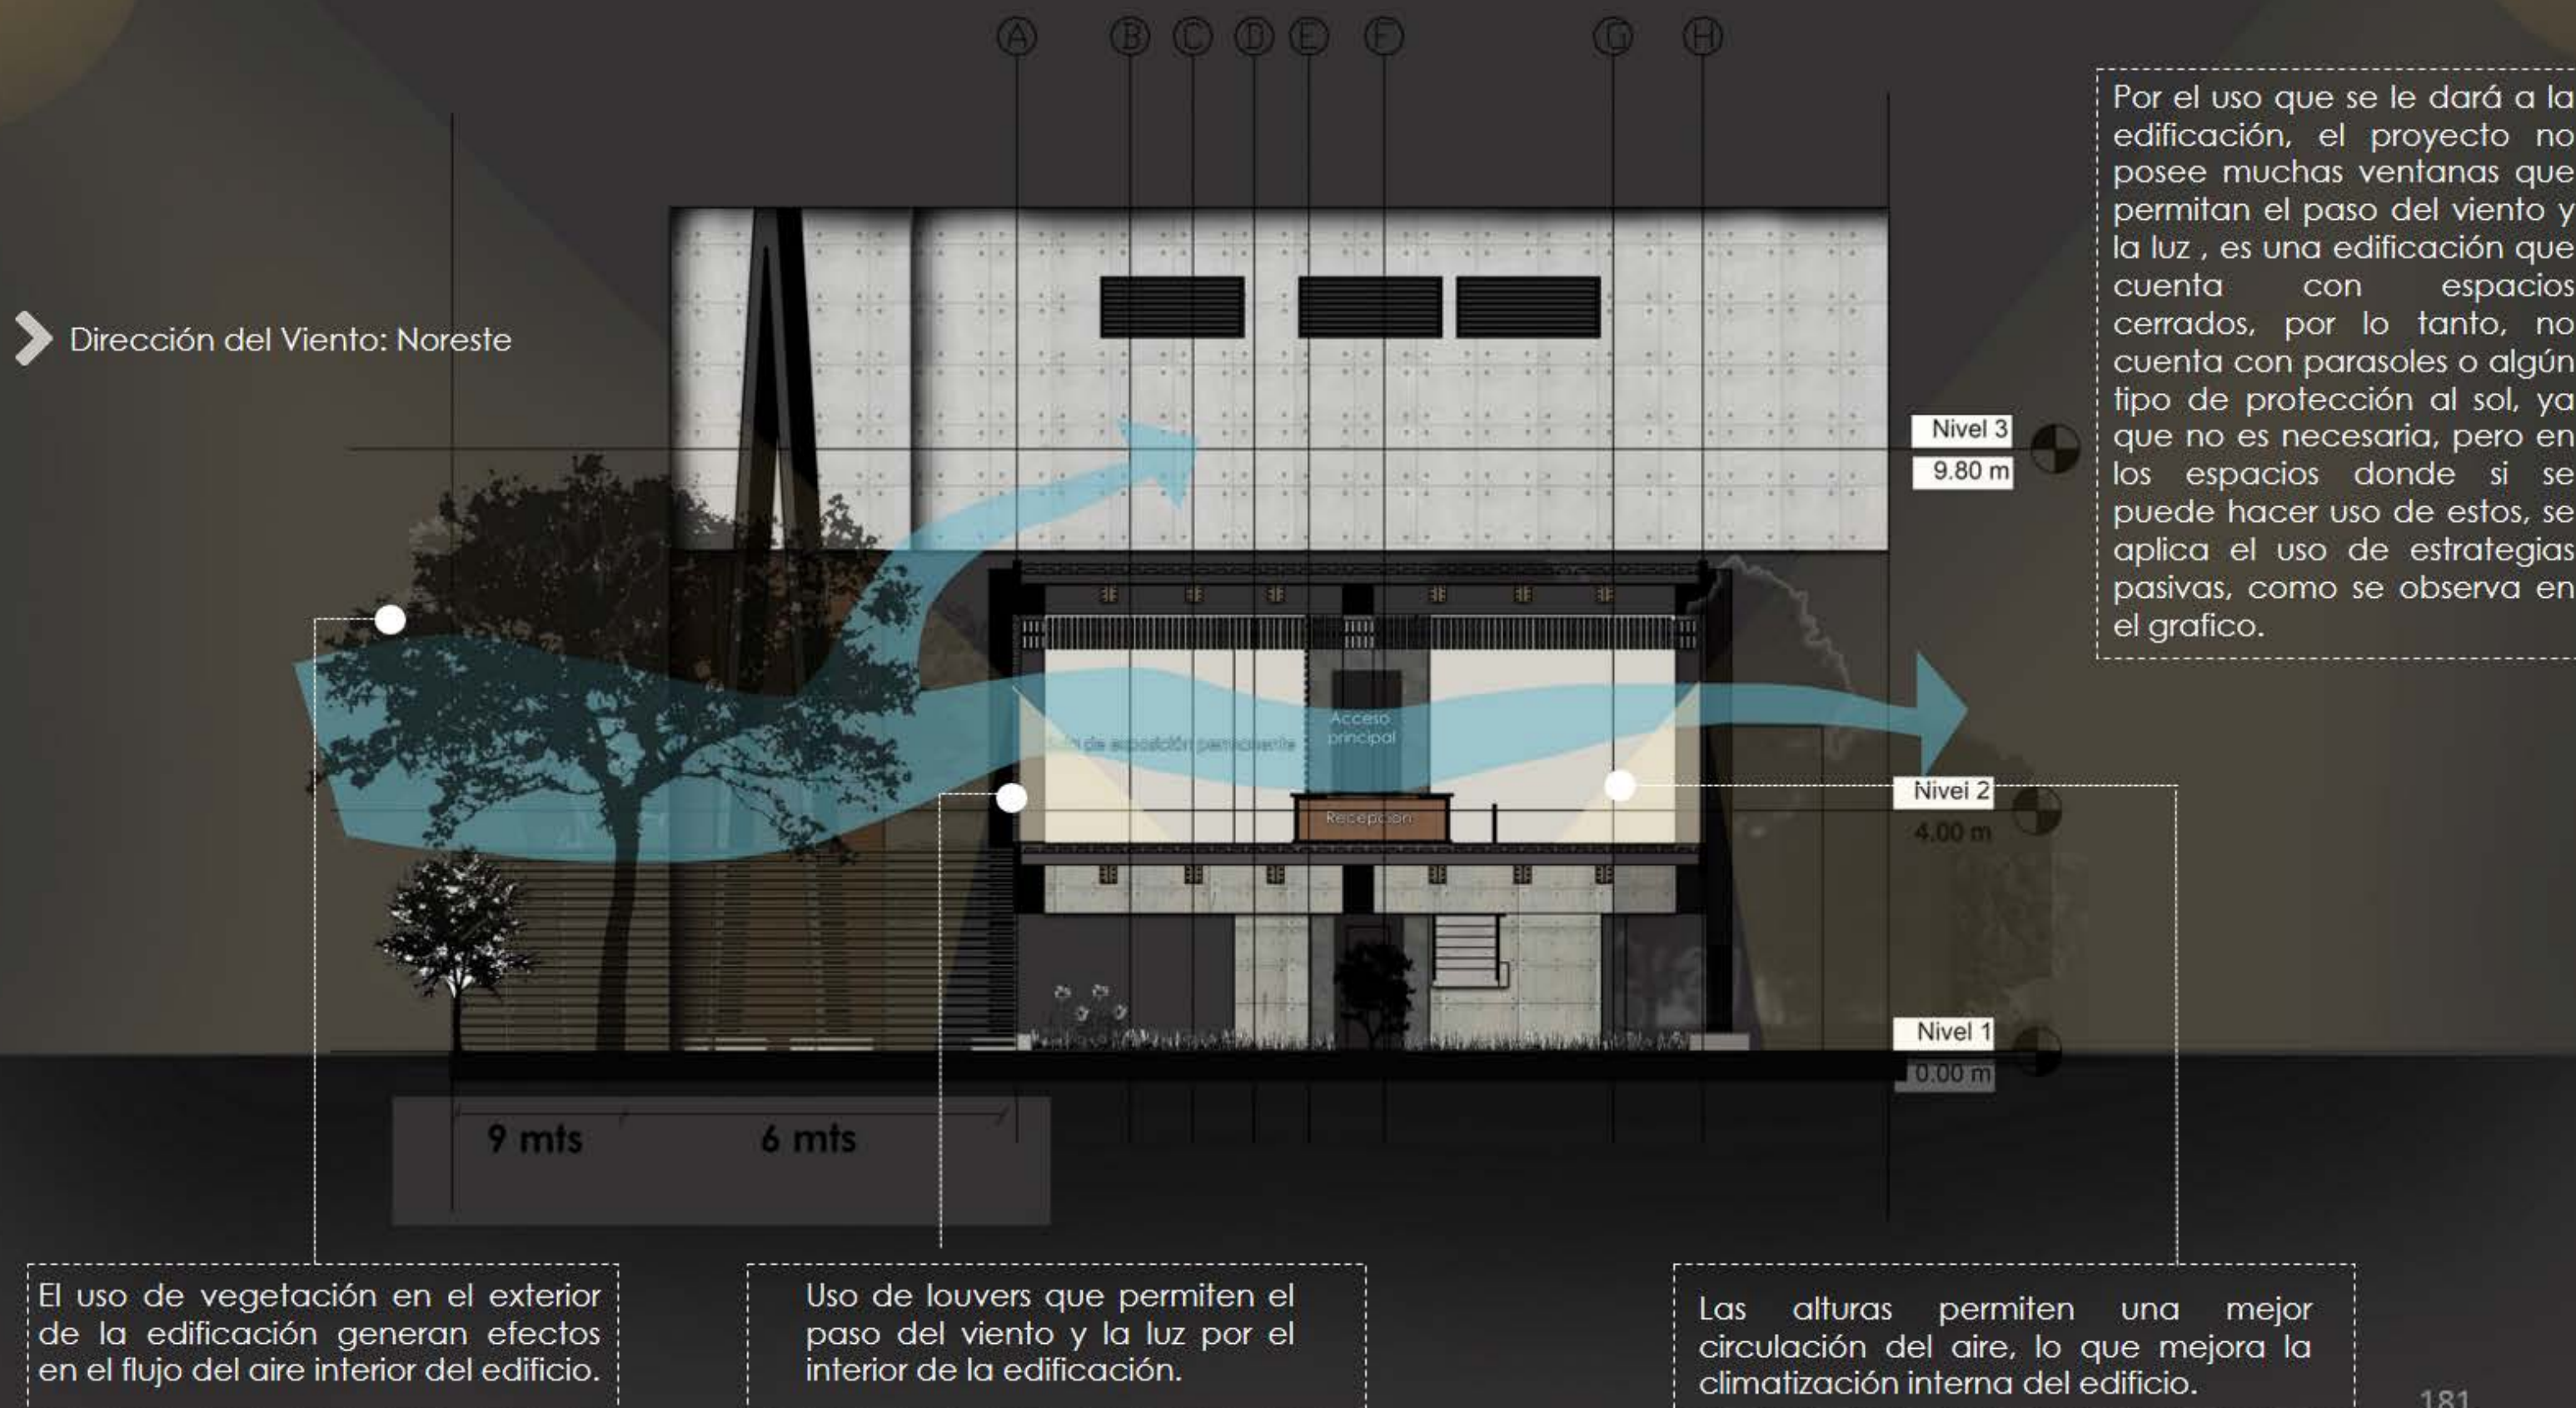 A B C D E F G H
Dirección del Viento: Noreste
Por el uso que se le dará a la
edificación, el proyecto no
posee muchas ventanas que
permitan el paso del viento y
la luz , es una edificación que
cuenta con espacios
cerrados, por lo tanto, no
cuenta con parasoles o algún
tipo de protección al sol, ya
que no es necesaria, pero en
los espacios donde si se
puede hacer uso de estos, se
aplica el uso de estrategias
pasivas, como se observa en
el grafico.
Nivel 3
9.80 m
Acceso
principal
de exposición permanente
Recepción
Nivel 2
4.00 m
Nivel 1
0.00 m
9 mts 6 mts
El uso de vegetación en el exterior
de la edificación generan efectos
en el flujo del aire interior del edificio.
Uso de louvers que permiten el
paso del viento y la luz por el
interior de la edificación.
Las alturas permiten una mejor
circulación del aire, lo que mejora la
climatización interna del edificio.
181